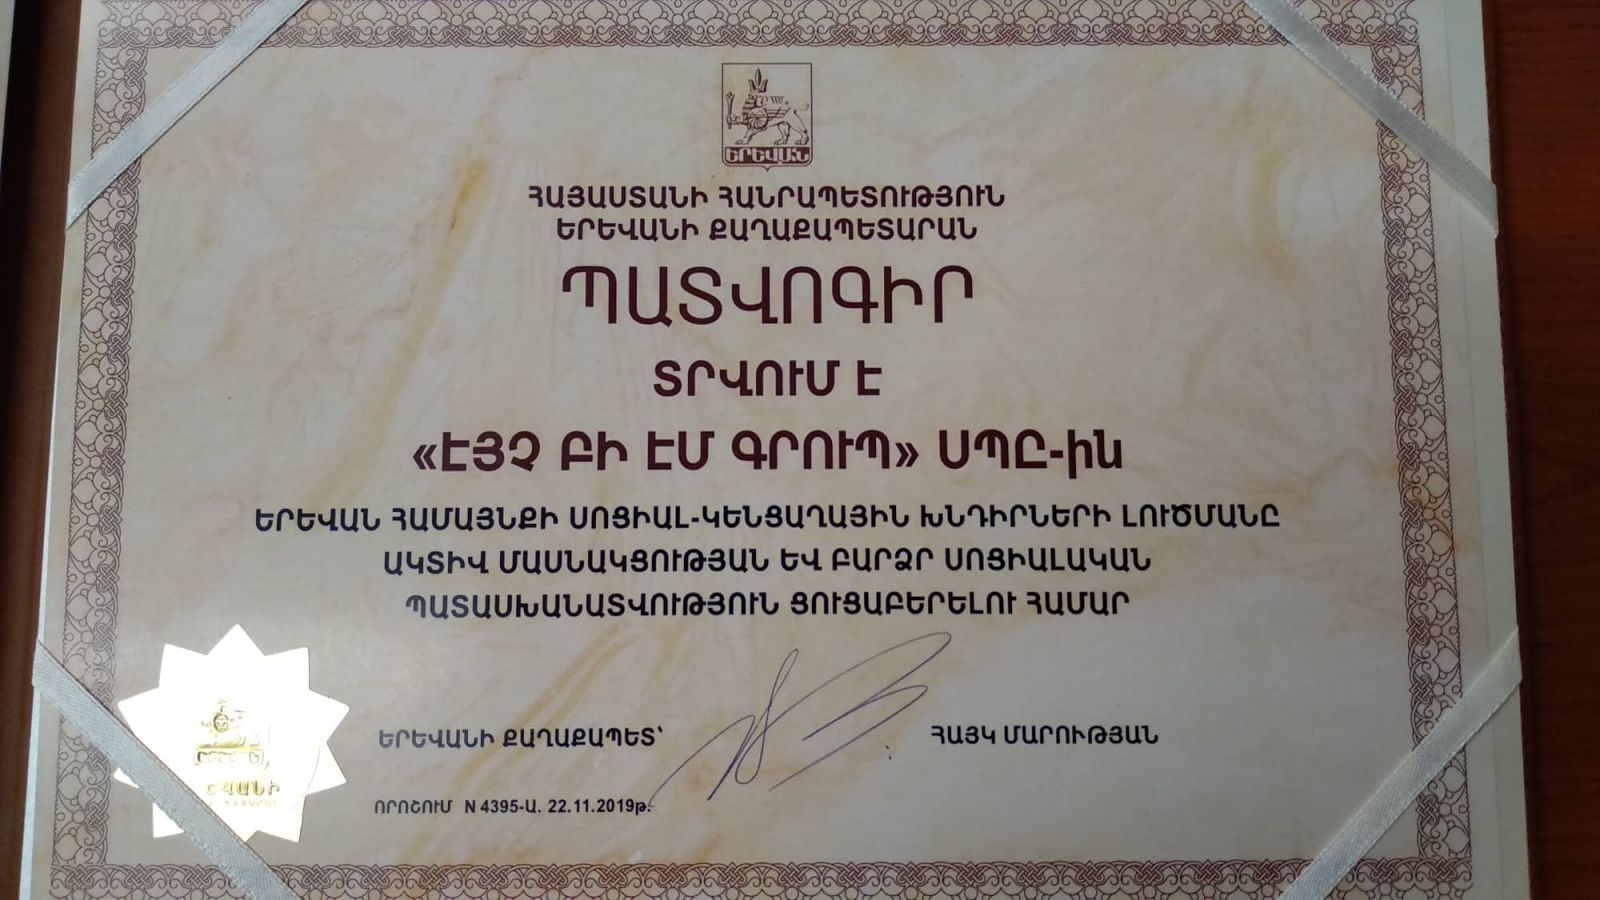 ԵՐԵՎԱՆ
ՀԱՅԱՍՏԱՆԻ ՀԱՆՐԱՊԵՏՈՒԹՅՈՒՆ
ԵՐԵՎԱՆԻ ՔԱՂԱՔԱՊԵՏԱՐԱՆ
ՊԱՏՎՈԳԻՐ
ՏՐՎՈՒՄ Է
«ԷՅՉ ԲԻ ԷՄ ԳՐՈՒՊ» ՍՊԸ-ին
ԵՐԵՎԱՆ ՀԱՄԱՅՆՔԻ ՍՈՑԻԱԼ-ԿԵՆՑԱՂԱՅԻՆ ԽՆԴԻՐՆԵՐԻ ԼՈՒԾՄԱՆԸ
ԱԿՏԻՎ ՄԱՍՆԱԿՑՈՒԹՅԱՆ ԵՎ ԲԱՐՁՐ ՍՈՑԻԱԼԱԿԱՆ
ՊԱՏԱՍԽԱՆԱՏՎՈՒԹՅՈՒՆ ՑՈՒՑԱԲԵՐԵԼՈՒ ՀԱՄԱՐ
ԵՐԵՎԱՆԻ ՔԱՂԱՔԱՊԵՏ՝ ՀԱՅԿ ՄԱՐՈՒԹՅԱՆ
ՈՐՈՇՈՒՄ N 4395-Ա. 22.11.2019թ.